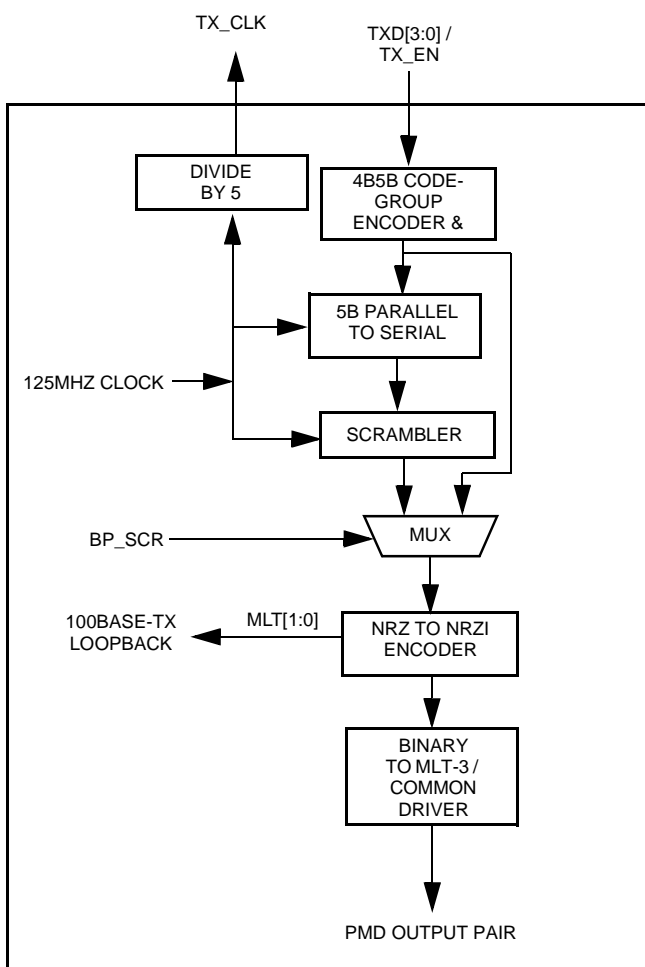 TX_CLK
TXD[3:0] /
TX_EN
DIVIDE
BY 5
4B5B CODE-
GROUP
ENCODER &
5B PARALLEL
TO SERIAL
125MHZ CLOCK
SCRAMBLER
BP_SCR
MUX
100BASE-TX
LOOPBACK
MLT[1:0]
NRZ TO NRZI
ENCODER
BINARY
TO MLT-3 /
COMMON
DRIVER
PMD OUTPUT PAIR